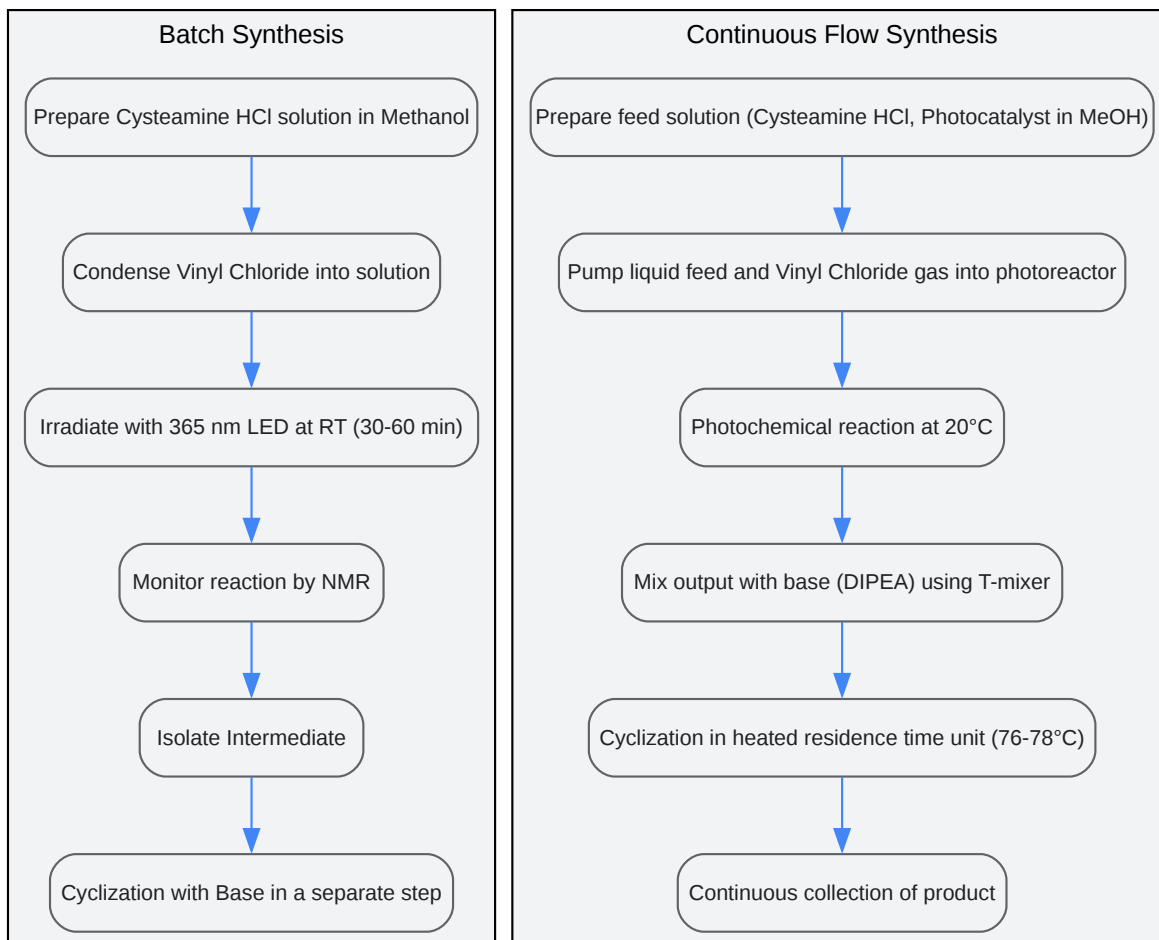 Batch Synthesis
Prepare Cysteamine HCl solution in Methanol
Condense Vinyl Chloride into solution
Irradiate with 365 nm LED at RT (30-60 min)
Monitor reaction by NMR
Isolate Intermediate
Cyclization with Base in a separate step
Continuous Flow Synthesis
Prepare feed solution (Cysteamine HCl, Photocatalyst in MeOH)
Pump liquid feed and Vinyl Chloride gas into photoreactor
Photochemical reaction at 20°C
Mix output with base (DIPEA) using T-mixer
Cyclization in heated residence time unit (76-78°C)
Continuous collection of product